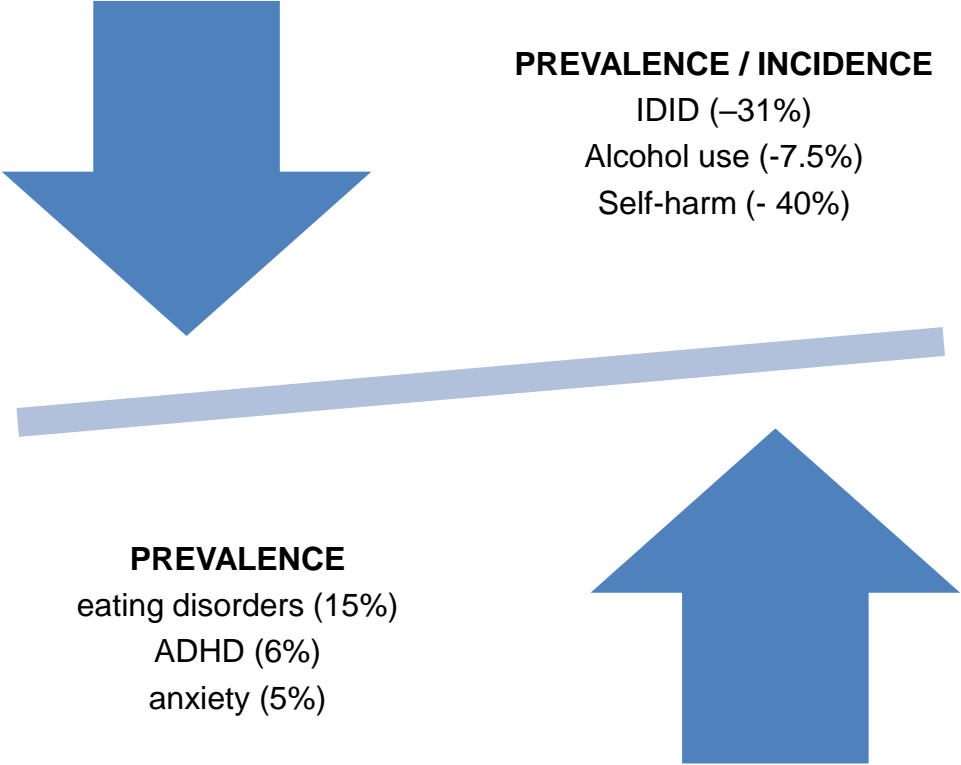 PREVALENCE / INCIDENCE
IDID (–31%)
Alcohol use (-7.5%)
Self-harm (- 40%)
PREVALENCE
eating disorders (15%)
ADHD (6%)
anxiety (5%)